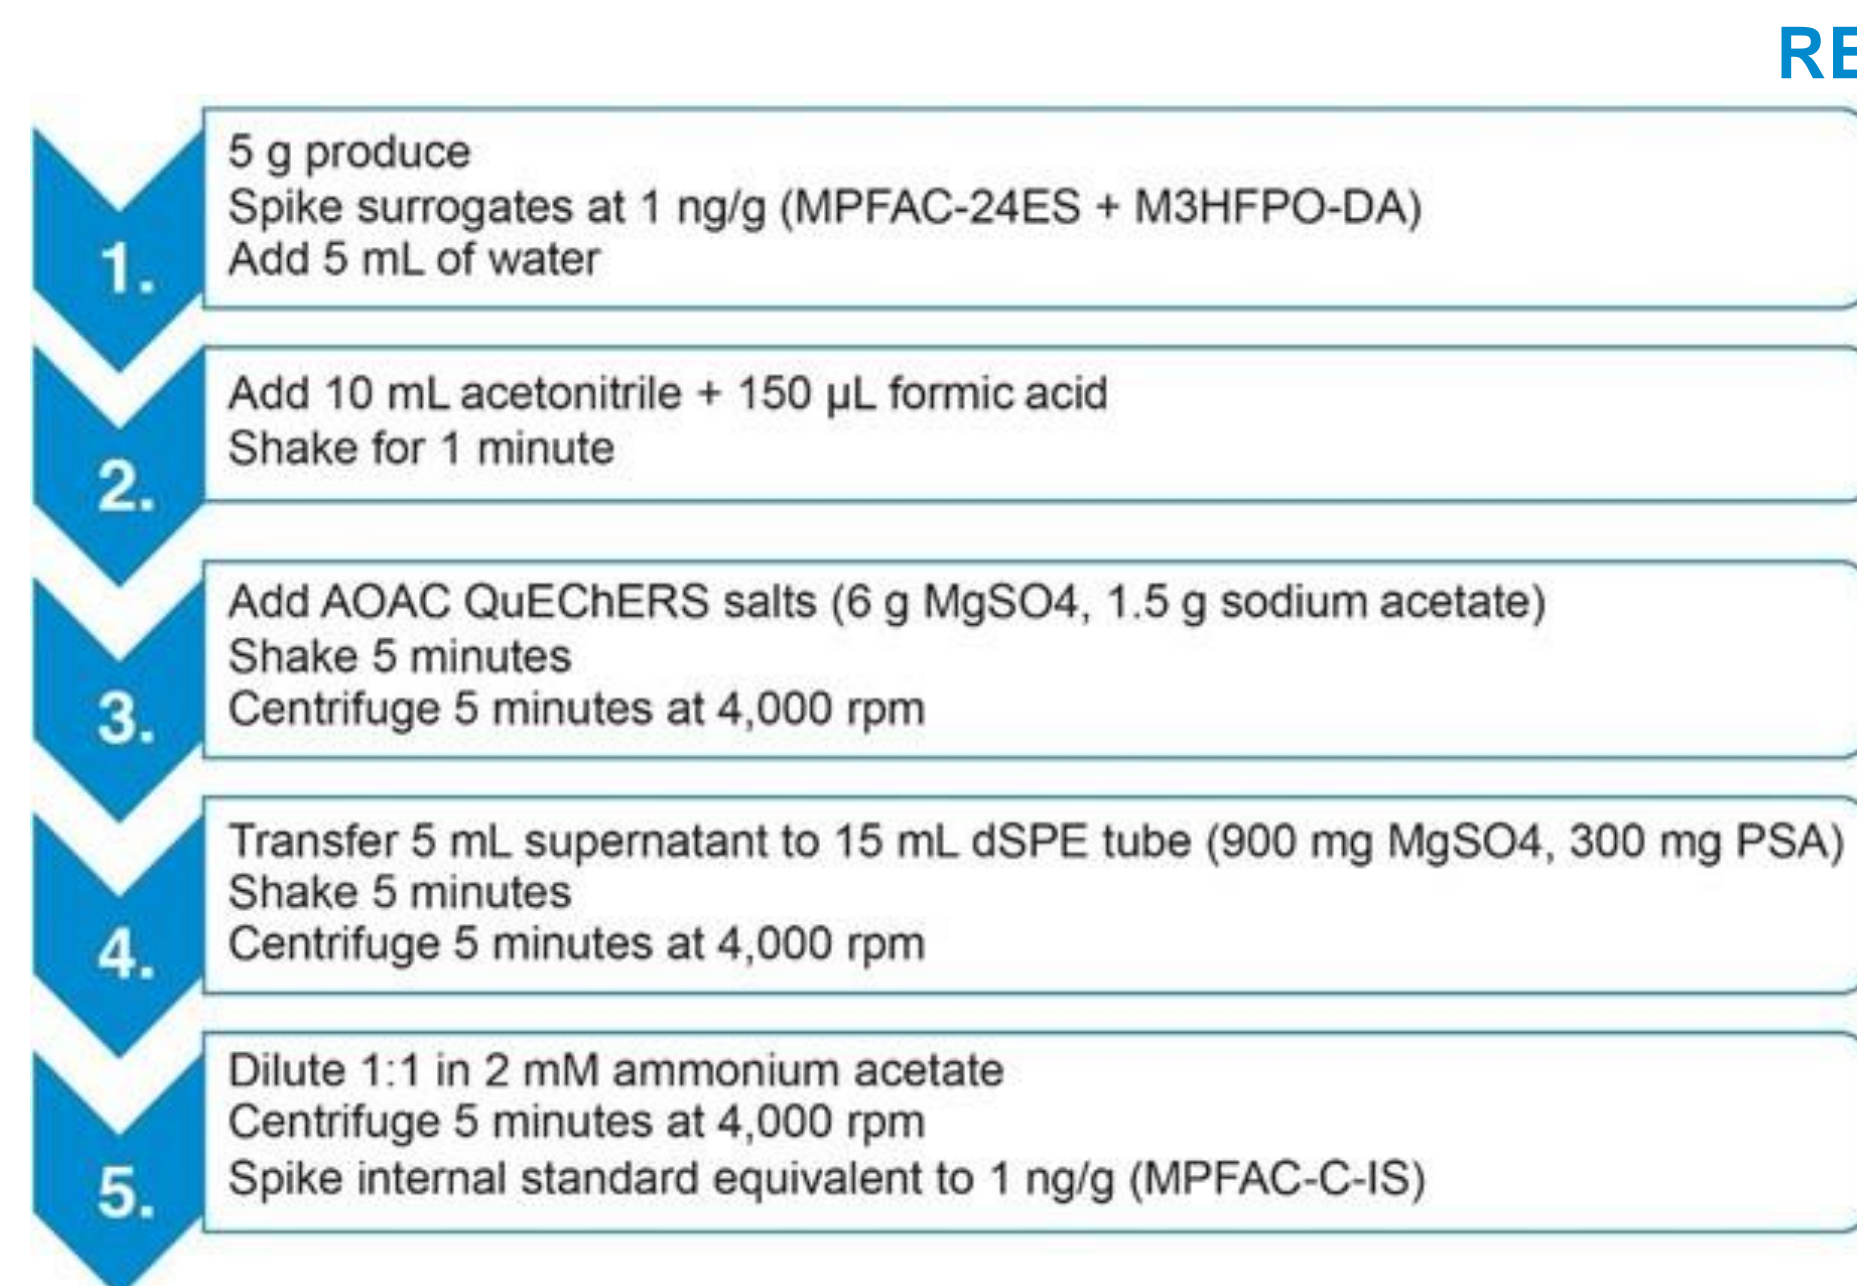 RE
1.
5 g produce
Spike surrogates at 1 ng/g (MPFAC-24ES + M3HFPO-DA)
Add 5 mL of water
2.
Add 10 mL acetonitrile + 150 µL formic acid
Shake for 1 minute
3.
Add AOAC QuEChERS salts (6 g MgSO4, 1.5 g sodium acetate)
Shake 5 minutes
Centrifuge 5 minutes at 4,000 rpm
4.
Transfer 5 mL supernatant to 15 mL dSPE tube (900 mg MgSO4, 300 mg PSA)
Shake 5 minutes
Centrifuge 5 minutes at 4,000 rpm
5.
Dilute 1:1 in 2 mM ammonium acetate
Centrifuge 5 minutes at 4,000 rpm
Spike internal standard equivalent to 1 ng/g (MPFAC-C-IS)